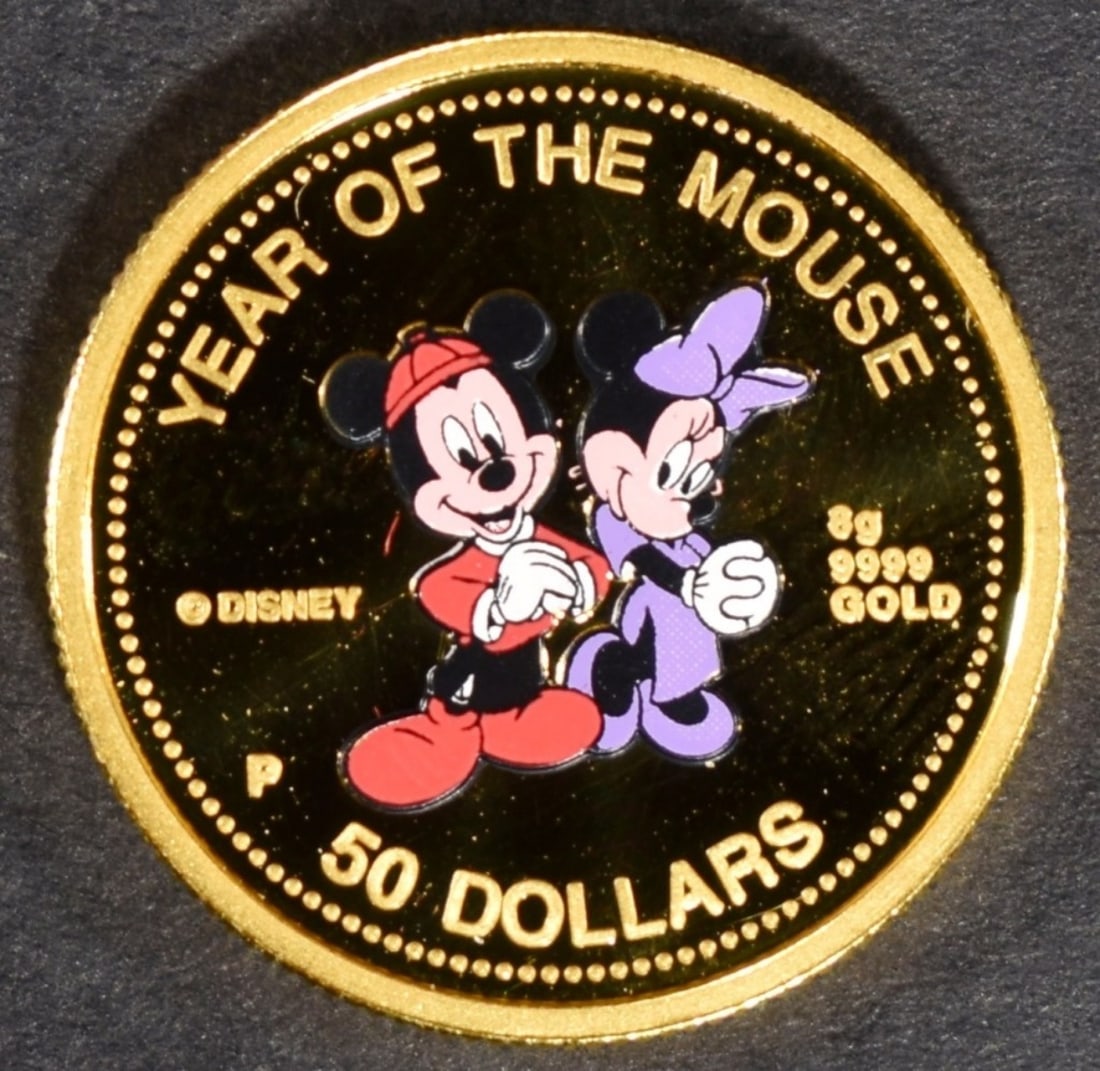 YEAR OF THE MOUSE
© DISNEY
8g
9999
GOLD
P
50 DOLLARS